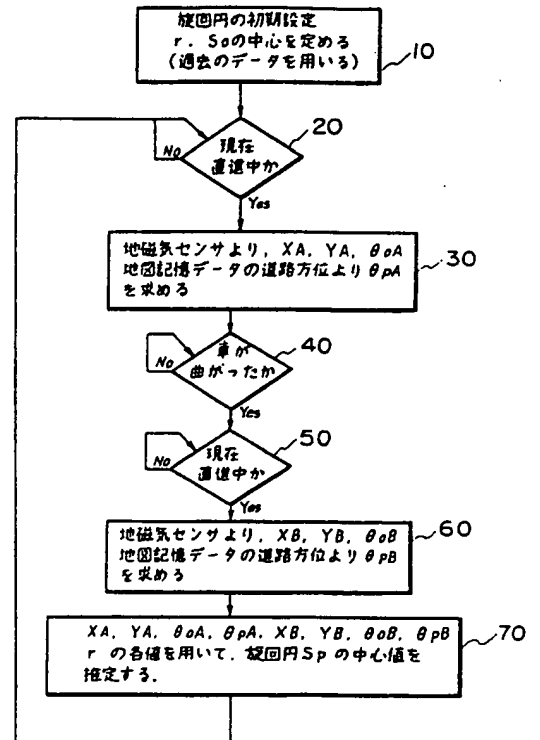 旋回円の初期設定
r. Soの中心を定める
(過去のデータを用いる)
10
20
現在
直進中か
No
Yes
地磁気センサより, XA, YA, θoA
地図記憶データの道路方位より θpA
を求める
30
40
車が
曲がったか
No
Yes
50
現在
直進中か
No
Yes
地磁気センサより, XB, YB, θoB
地図記憶データの道路方位より θpB
を求める
60
XA, YA, θoA, θpA, XB, YB, θoB, θpB
r の各値を用いて, 旋回円Sp の中心値を
推定する.
70